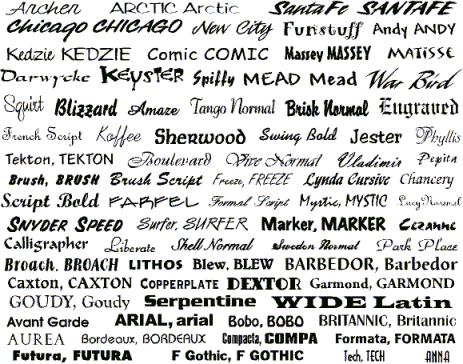 Archer ARCTIC Arctic Santa Fe SANTAFE
Chicago CHICAGO New City Funstuff Andy ANDY
Kedzie KEDZIE Comic COMIC Massey MASSEY MATISSE
Darwycke Keyster Spiffy MEAD Mead War Bird
Squirt Blizzard Amaze Tango Normal Brisk Normal Engraved
French Script Koffee Sherwood Swing Bold Jester Phyllis
Tekton, TEKTON Boulevard Vire Normal Vladimir Pepita
Brush, BRUSH Brush Script Freeze, FREEZE Lynda Cursive Chancery
Script Bold FARFEL Formal Script Mystic, MYSTIC Lucy Normal
SNYDER SPEED Surfer, SURFER Marker, MARKER Cezanne
Calligrapher Liberate Shell Normal Sweden Normal Park Place
Broach, BROACH LITHOS Blew, BLEW BARBEDOR, Barbedor
Caxton, CAXTON COPPERPLATE DEXTOR Garmond, GARMOND
GOUDY, Goudy Serpentine WIDE Latin
Avant Garde ARIAL, arial Bobo, BOBO BRITANNIC, Britannic
AUREA Bordeaux, BORDEAUX Compacta, COMPA Formata, FORMATA
Futura, FUTURA F Gothic, F GOTHIC Tech, TECH ANNA